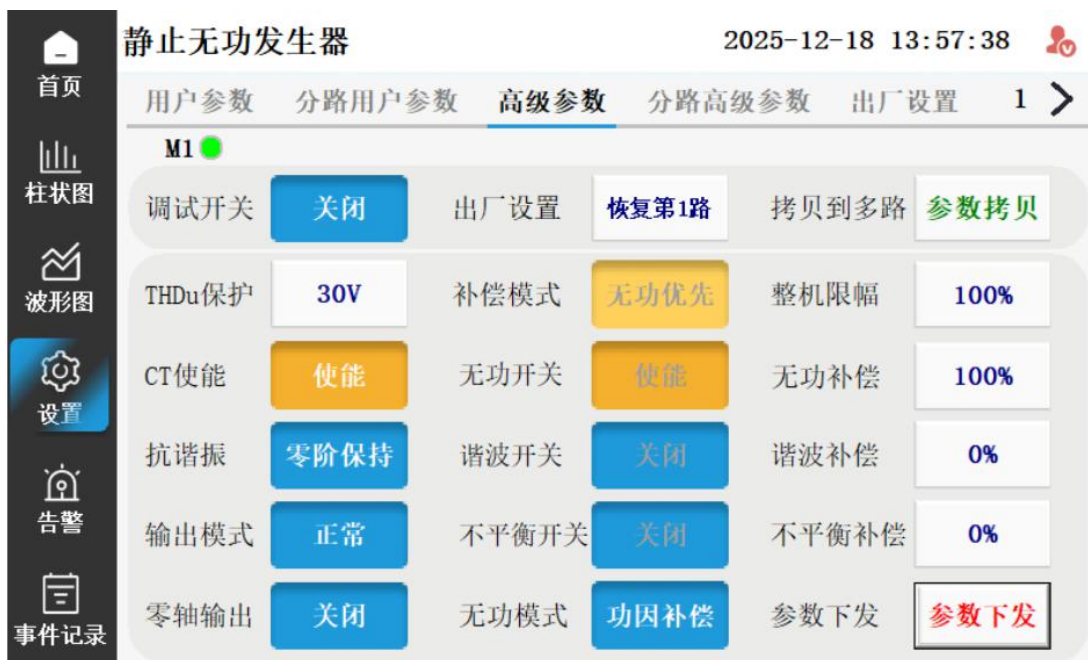 静止无功发生器 2025-12-18 13:57:38
首页
用户参数 分路用户参数 高级参数 分路高级参数 出厂设置 1
M1
柱状图
调试开关 关闭 出厂设置 恢复第1路 拷贝到多路 参数拷贝
波形图
THDu保护 30V 补偿模式 无功优先 整机限幅 100%
设置
CT使能 使能 无功开关 使能 无功补偿 100%
抗谐振 零阶保持 谐波开关 关闭 谐波补偿 0%
告警
输出模式 正常 不平衡开关 关闭 不平衡补偿 0%
事件记录
零轴输出 关闭 无功模式 功因补偿 参数下发 参数下发